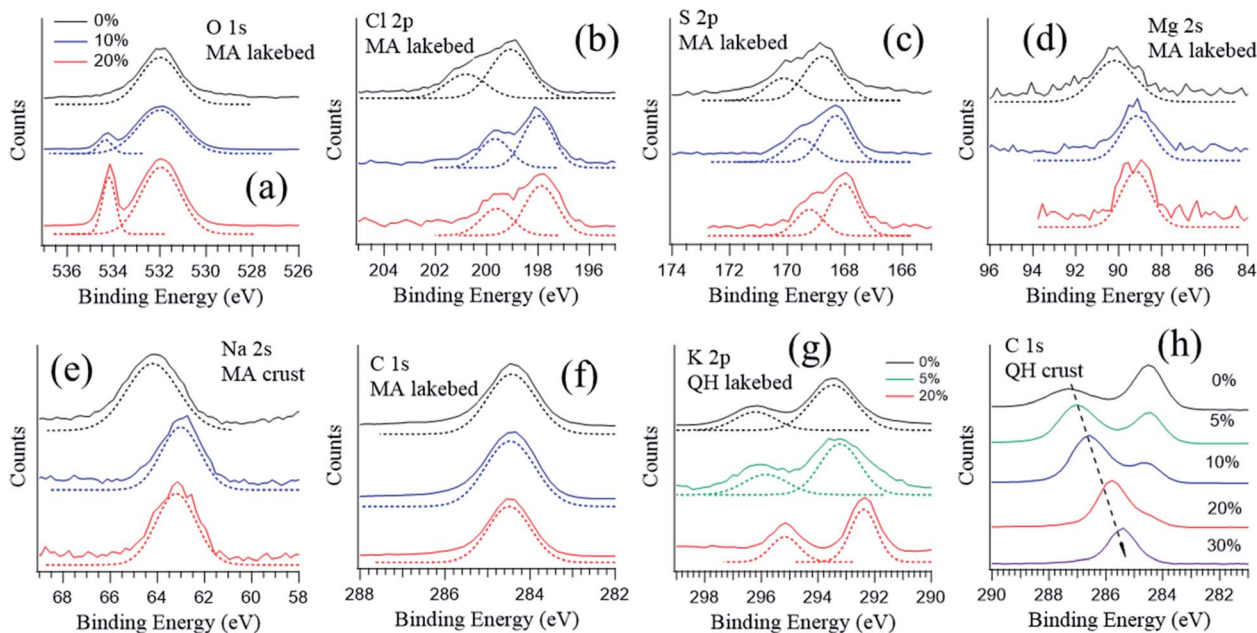 0%
10%
20%
O 1s
MA lakebed
(a)
Counts
536 534 532 530 528 526
Binding Energy (eV)
Cl 2p
MA lakebed
(b)
204 202 200 198 196
Binding Energy (eV)
S 2p
MA lakebed
(c)
Counts
174 172 170 168 166
Binding Energy (eV)
Mg 2s
MA lakebed
(d)
Counts
96 94 92 90 88 86 84
Binding Energy (eV)
(e)
Na 2s
MA crust
Counts
68 66 64 62 60 58
Binding Energy (eV)
C 1s
MA lakebed
(f)
288 286 284 282
Binding Energy (eV)
K 2p
QH lakebed
(g)
0%
5%
20%
Counts
298 296 294 292 290
Binding Energy (eV)
C 1s
QH crust
(h)
0%
5%
10%
20%
30%
Counts
290 288 286 284 282
Binding Energy (eV)